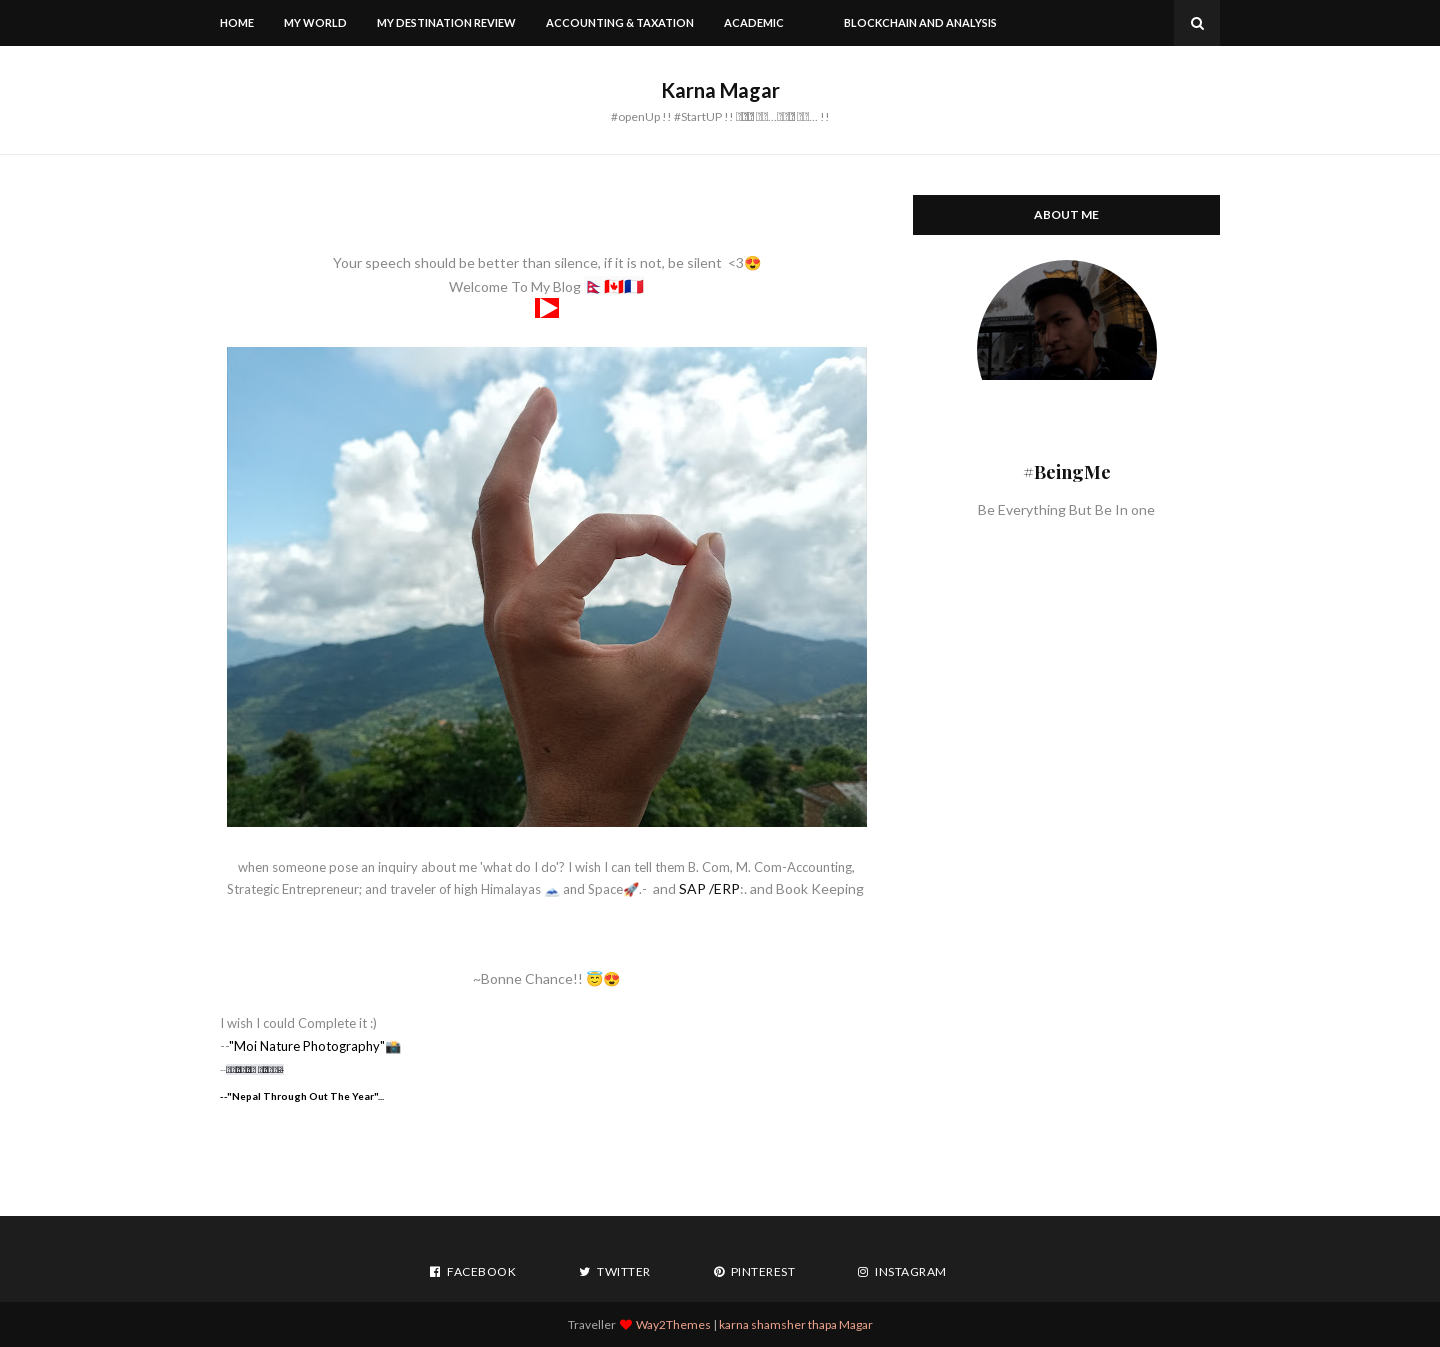 HOME MY WORLD MY DESTINATION REVIEW ACCOUNTING & TAXATION ACADEMIC BLOCKCHAIN AND ANALYSIS
Karna Magar
#openUp !! #StartUP !! ... ... !!
ABOUT ME
Your speech should be better than silence, if it is not, be silent <3😍
Welcome To My Blog 🇳🇵🇨🇦🇫🇷
#BeingMe
Be Everything But Be In one
when someone pose an inquiry about me 'what do I do'? I wish I can tell them B. Com, M. Com-Accounting,
Strategic Entrepreneur; and traveler of high Himalayas 🗻 and Space🚀.- and SAP /ERP:. and Book Keeping
~Bonne Chance!! 😇😍
I wish I could Complete it :)
--"Moi Nature Photography"📸
--"Nepal Through Out The Year"...
FACEBOOK TWITTER PINTEREST INSTAGRAM
Traveller ❤ Way2Themes | karna shamsher thapa Magar